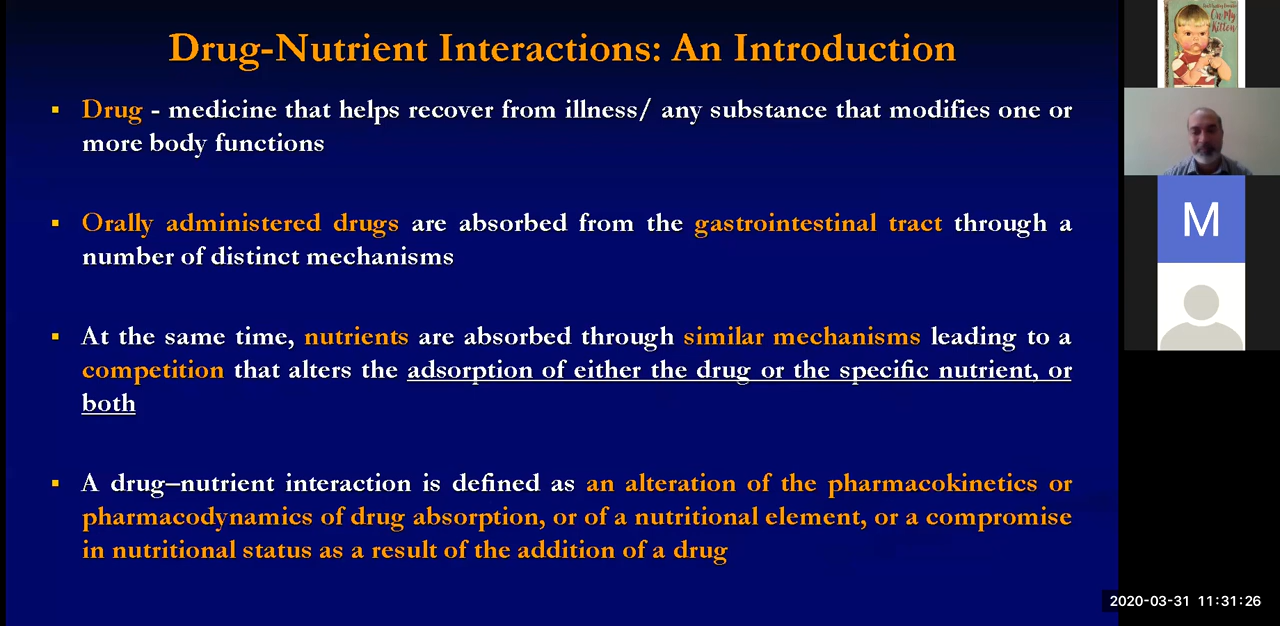 Drug-Nutrient Interactions: An Introduction
▪ Drug - medicine that helps recover from illness/ any substance that modifies one or
more body functions
▪ Orally administered drugs are absorbed from the gastrointestinal tract through a
number of distinct mechanisms
▪ At the same time, nutrients are absorbed through similar mechanisms leading to a
competition that alters the adsorption of either the drug or the specific nutrient, or
both
▪ A drug–nutrient interaction is defined as an alteration of the pharmacokinetics or
pharmacodynamics of drug absorption, or of a nutritional element, or a compromise
in nutritional status as a result of the addition of a drug
On My
Kitten
M
2020-03-31 11:31:26